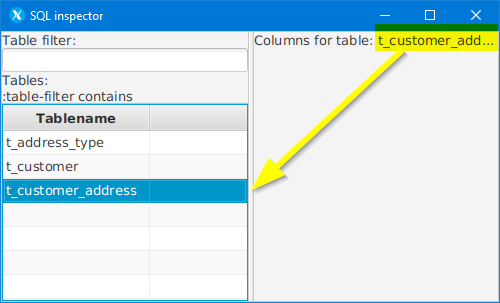 SQL inspector
Table filter:
Tables:
:table-filter contains
Tablename
t_address_type
t_customer
t_customer_address
Columns for table: t_customer_add...